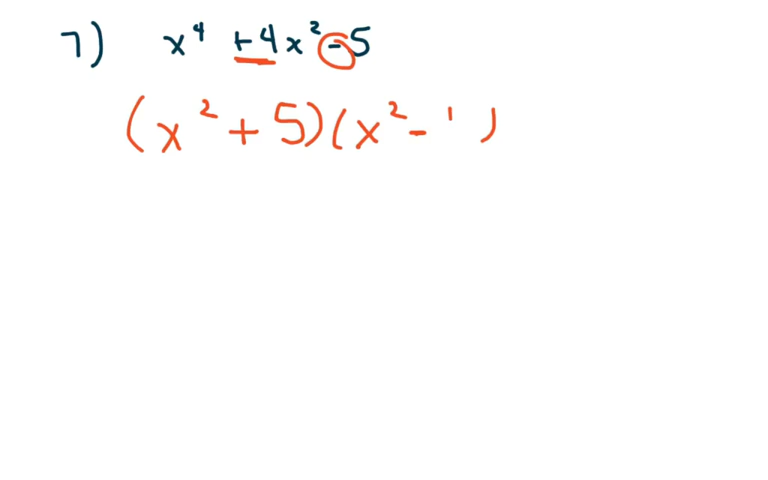 7) x⁴ +4x² -5
(x² + 5)(x² - 1)